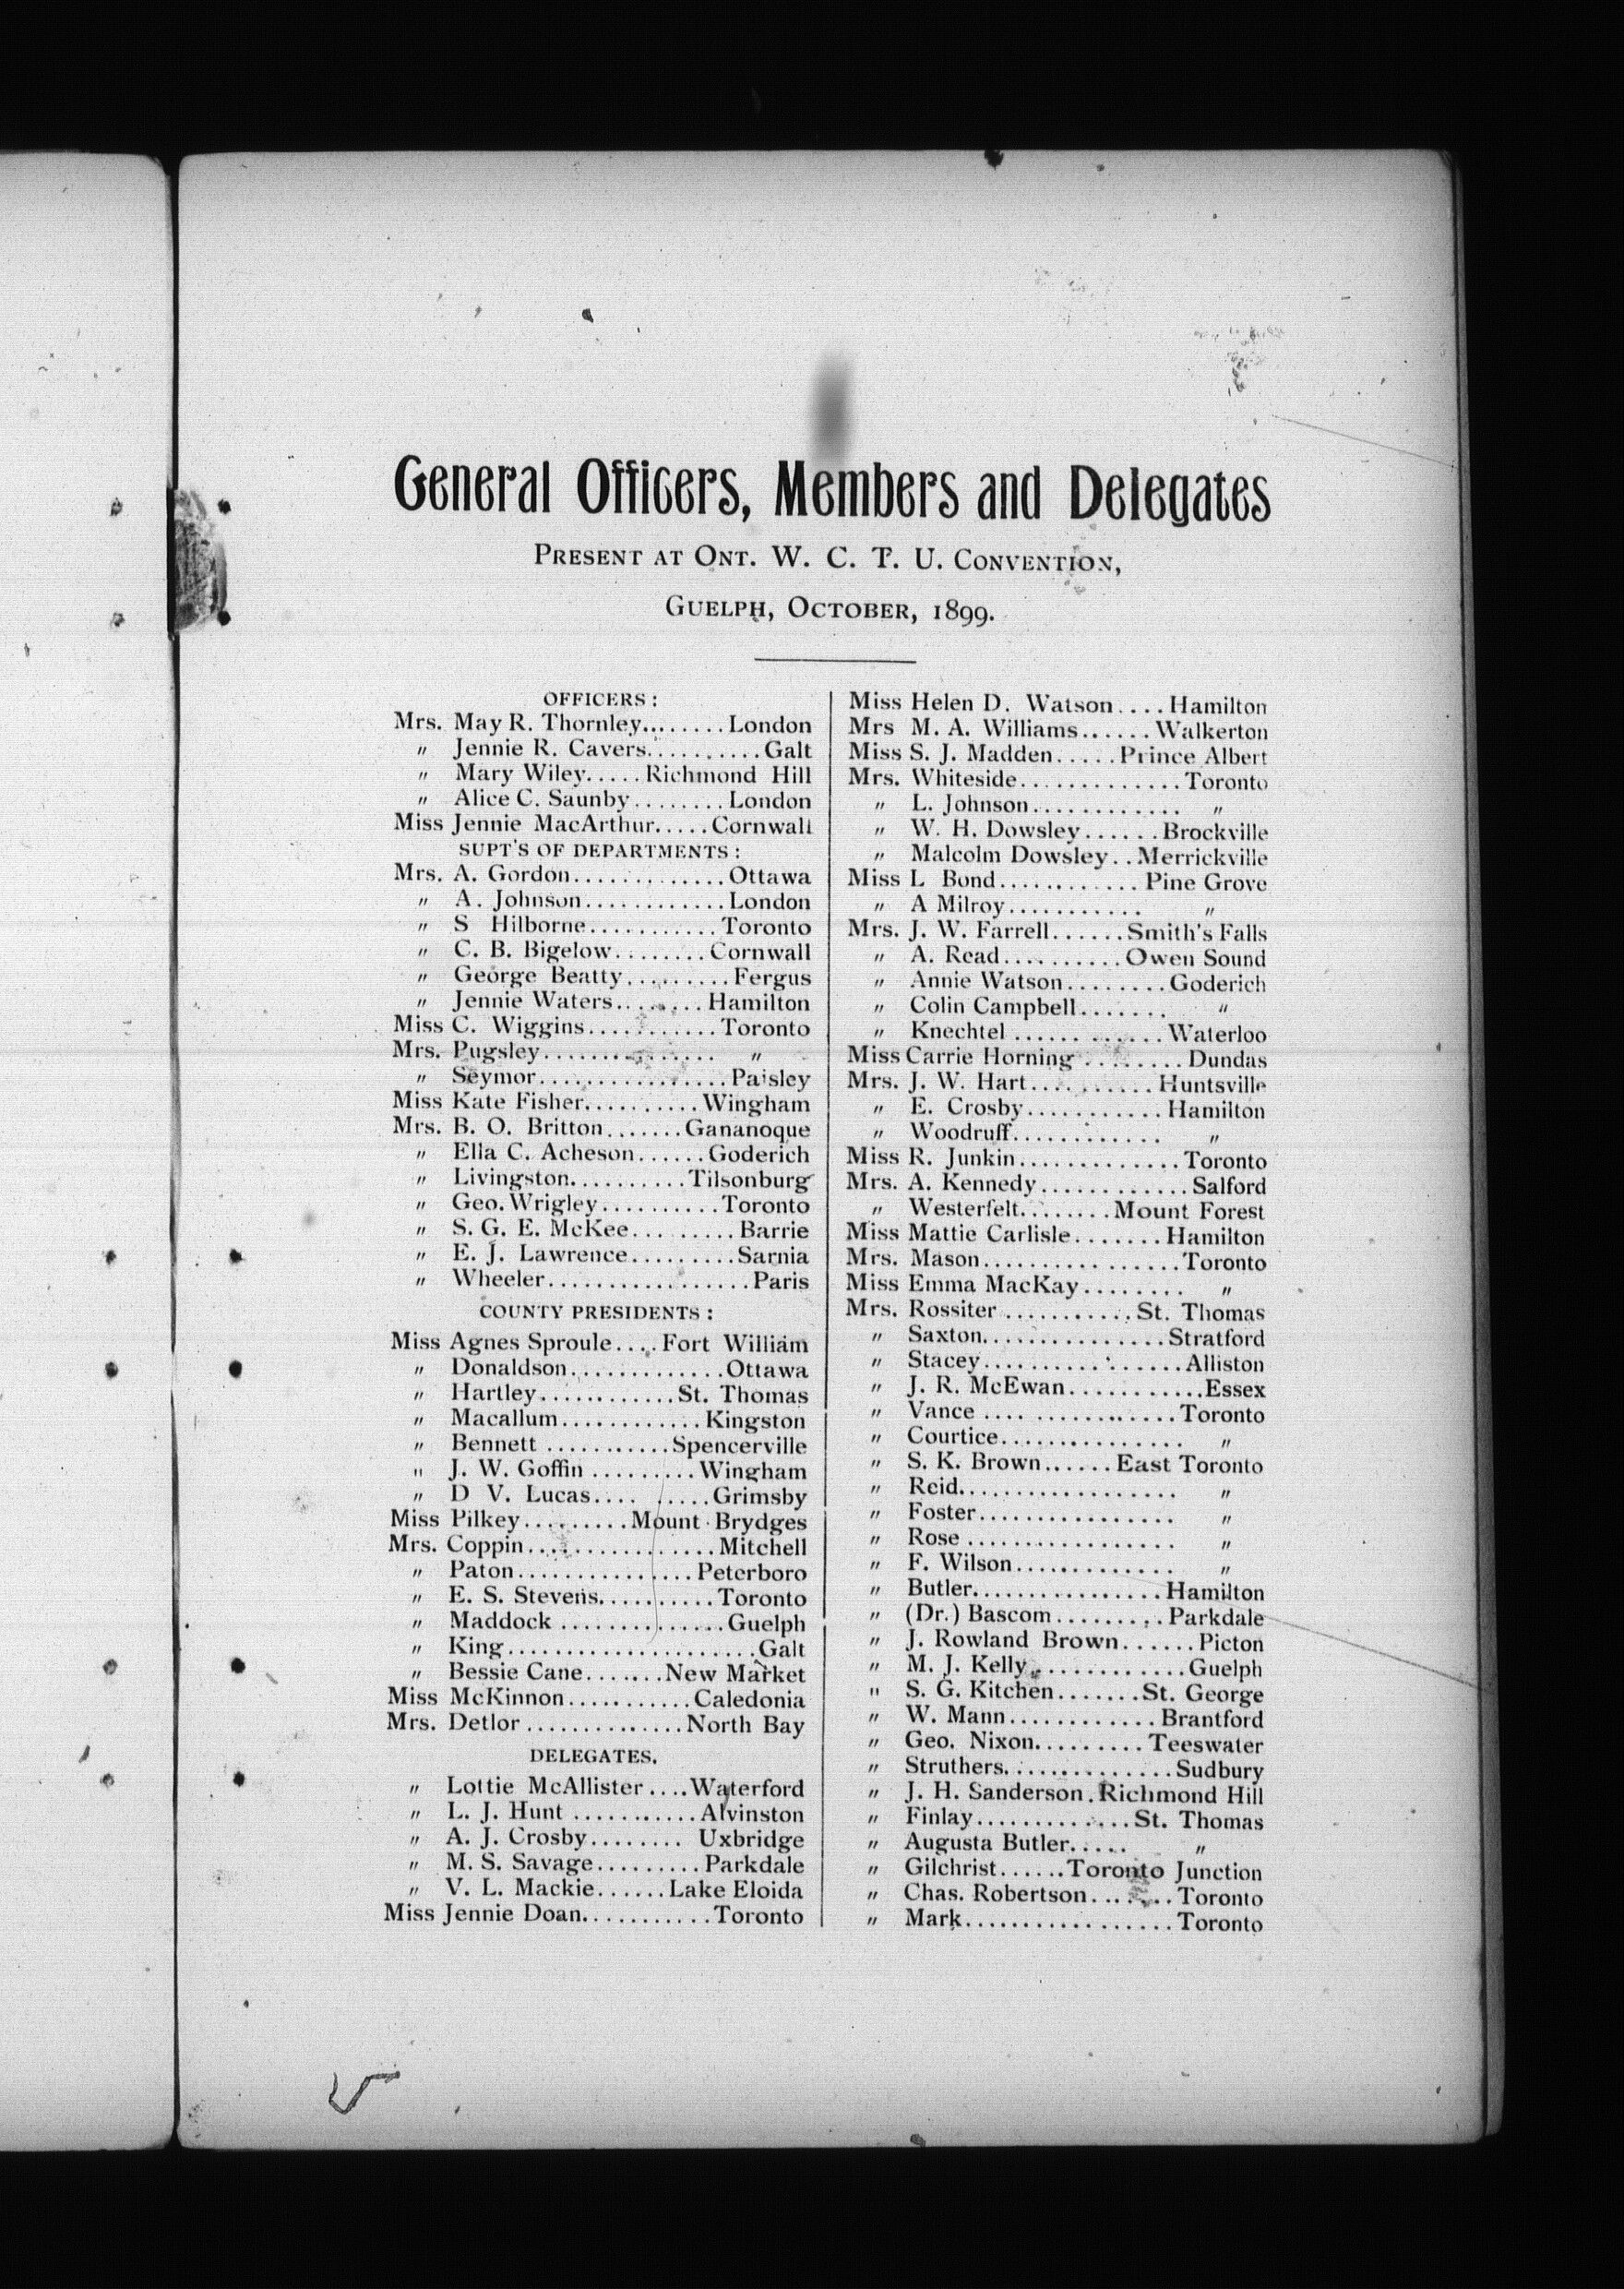 General Officers, Members and Delegates
PRESENT AT ONT. W. C. T. U. CONVENTION,
GUELPH, OCTOBER, 1899.
OFFICERS :
Mrs. May R. Thornley..........London
" Jennie R. Cavers..........Galt
" Mary Wiley.....Richmond Hill
" Alice C. Saunby........London
Miss Jennie MacArthur.....Cornwall
SUPT'S OF DEPARTMENTS :
Mrs. A. Gordon..............Ottawa
" A. Johnson............London
" S Hilborne...........Toronto
" C. B. Bigelow........Cornwall
" George Beatty.........Fergus
" Jennie Waters........Hamilton
Miss C. Wiggins............Toronto
Mrs. Pugsley................ "
" Seymor.................Paisley
Miss Kate Fisher..........Wingham
Mrs. B. O. Britton.......Gananoque
" Ella C. Acheson......Goderich
" Livingston..........Tilsonburg
" Geo. Wrigley..........Toronto
" S. G. E. McKee.........Barrie
" E. J. Lawrence.........Sarnia
" Wheeler..................Paris
COUNTY PRESIDENTS :
Miss Agnes Sproule....Fort William
" Donaldson..............Ottawa
" Hartley............St. Thomas
" Macallum............Kingston
" Bennett ...........Spencerville
" J. W. Goffin .........Wingham
" D V. Lucas.... .....Grimsby
Miss Pilkey.........Mount Brydges
Mrs. Coppin.................Mitchell
" Paton................Peterboro
" E. S. Stevens..........Toronto
" Maddock ...............Guelph
" King......................Galt
" Bessie Cane.......New Market
Miss McKinnon...........Caledonia
Mrs. Detlor ..............North Bay
DELEGATES.
" Lottie McAllister....Waterford
" L. J. Hunt ...........Alvinston
" A. J. Crosby........ Uxbridge
" M. S. Savage.........Parkdale
" V. L. Mackie......Lake Eloida
Miss Jennie Doan............Toronto
Miss Helen D. Watson....Hamilton
Mrs M. A. Williams......Walkerton
Miss S. J. Madden.....Prince Albert
Mrs. Whiteside.............Toronto
" L. Johnson............. "
" W. H. Dowsley......Brockville
" Malcolm Dowsley..Merrickville
Miss L Bond............Pine Grove
" A Milroy........... "
Mrs. J. W. Farrell......Smith's Falls
" A. Read..........Owen Sound
" Annie Watson........Goderich
" Colin Campbell....... "
" Knechtel ...... .......Waterloo
Miss Carrie Horning.........Dundas
Mrs. J. W. Hart..........Huntsville
" E. Crosby............Hamilton
" Woodruff............. "
Miss R. Junkin..............Toronto
Mrs. A. Kennedy............Salford
" Westerfelt........Mount Forest
Miss Mattie Carlisle.......Hamilton
Mrs. Mason.................Toronto
Miss Emma MacKay........ "
Mrs. Rossiter ...........St. Thomas
" Saxton................Stratford
" Stacey.................Alliston
" J. R. McEwan...........Essex
" Vance .... ............Toronto
" Courtice............... "
" S. K. Brown......East Toronto
" Reid.................. "
" Foster................ "
" Rose ................. "
" F. Wilson............. "
" Butler................Hamilton
" (Dr.) Bascom.........Parkdale
" J. Rowland Brown......Picton
" M. J. Kelly.............Guelph
" S. G. Kitchen.......St. George
" W. Mann............Brantford
" Geo. Nixon.........Teeswater
" Struthers..............Sudbury
" J. H. Sanderson.Richmond Hill
" Finlay............St. Thomas
" Augusta Butler..... "
" Gilchrist......Toronto Junction
" Chas. Robertson.......Toronto
" Mark.................Toronto